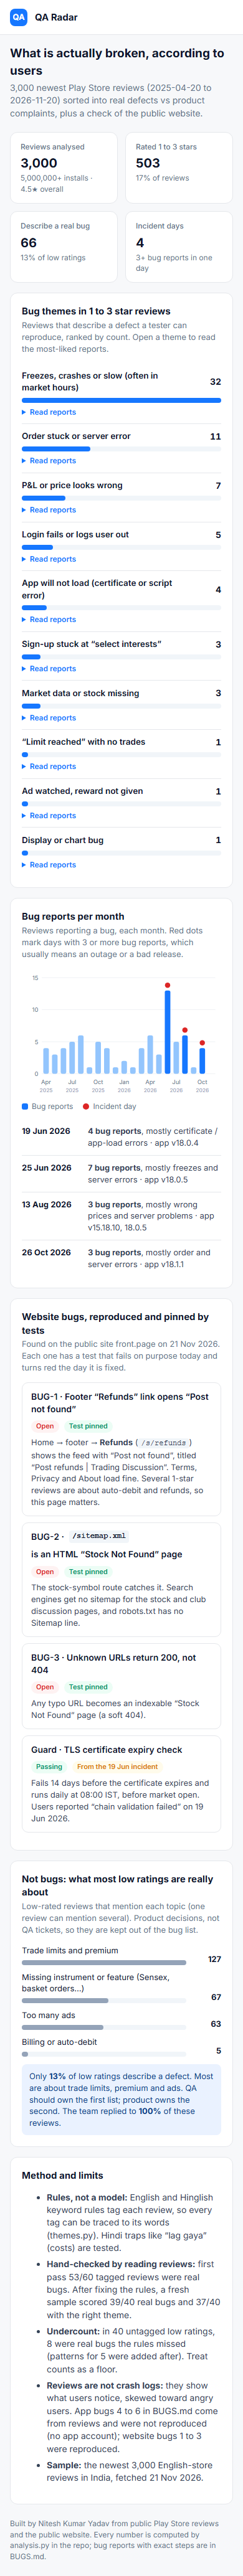 QA QA Radar
What is actually broken, according to
users
3,000 newest Play Store reviews (2025-04-20 to
2026-11-20) sorted into real defects vs product
complaints, plus a check of the public website.
Reviews analysed
3,000
5,000,000+ installs ·
4.5★ overall
Rated 1 to 3 stars
503
17% of reviews
Describe a real bug
66
13% of low ratings
Incident days
4
3+ bug reports in one
day
Bug themes in 1 to 3 star reviews
Reviews that describe a defect a tester can
reproduce, ranked by count. Open a theme to read
the most-liked reports.
Freezes, crashes or slow (often in
market hours) 32
▶ Read reports
Order stuck or server error 11
▶ Read reports
P&L or price looks wrong 7
▶ Read reports
Login fails or logs user out 5
▶ Read reports
App will not load (certificate or script
error) 4
▶ Read reports
Sign-up stuck at “select interests” 3
▶ Read reports
Market data or stock missing 3
▶ Read reports
“Limit reached” with no trades 1
▶ Read reports
Ad watched, reward not given 1
▶ Read reports
Display or chart bug 1
▶ Read reports
Bug reports per month
Reviews reporting a bug, each month. Red dots
mark days with 3 or more bug reports, which
usually means an outage or a bad release.
15
10
5
0
Apr Jul Oct Jan Apr Jul Oct
2025 2025 2025 2026 2026 2026 2026
Bug reports Incident day
19 Jun 2026 4 bug reports, mostly certificate /
app-load errors · app v18.0.4
25 Jun 2026 7 bug reports, mostly freezes and
server errors · app v18.0.5
13 Aug 2026 3 bug reports, mostly wrong
prices and server problems · app
v15.18.10, 18.0.5
26 Oct 2026 3 bug reports, mostly order and
server errors · app v18.1.1
Website bugs, reproduced and pinned by
tests
Found on the public site front.page on 21 Nov 2026.
Each one has a test that fails on purpose today and
turns red the day it is fixed.
BUG-1 · Footer “Refunds” link opens “Post
not found”
Open Test pinned
Home → footer → Refunds ( /s/refunds )
shows the feed with “Post not found”, titled
“Post refunds | Trading Discussion”. Terms,
Privacy and About load fine. Several 1-star
reviews are about auto-debit and refunds, so
this page matters.
BUG-2 · /sitemap.xml
is an HTML “Stock Not Found” page
Open Test pinned
The stock-symbol route catches it. Search
engines get no sitemap for the stock and club
discussion pages, and robots.txt has no
Sitemap line.
BUG-3 · Unknown URLs return 200, not
404
Open Test pinned
Any typo URL becomes an indexable “Stock
Not Found” page (a soft 404).
Guard · TLS certificate expiry check
Passing From the 19 Jun incident
Fails 14 days before the certificate expires and
runs daily at 08:00 IST, before market open.
Users reported “chain validation failed” on 19
Jun 2026.
Not bugs: what most low ratings are really
about
Low-rated reviews that mention each topic (one
review can mention several). Product decisions, not
QA tickets, so they are kept out of the bug list.
Trade limits and premium 127
Missing instrument or feature (Sensex,
basket orders...) 67
Too many ads 63
Billing or auto-debit 5
Only 13% of low ratings describe a defect. Most
are about trade limits, premium and ads. QA
should own the first list; product owns the
second. The team replied to 100% of these
reviews.
Method and limits
• Rules, not a model: English and Hinglish
keyword rules tag each review, so every
tag can be traced to its words
(themes.py). Hindi traps like “lag gaya”
(costs) are tested.
• Hand-checked by reading reviews: first
pass 53/60 tagged reviews were real
bugs. After fixing the rules, a fresh
sample scored 39/40 real bugs and 37/40
with the right theme.
• Undercount: in 40 untagged low ratings,
8 were real bugs the rules missed
(patterns for 5 were added after). Treat
counts as a floor.
• Reviews are not crash logs: they show
what users notice, skewed toward angry
users. App bugs 4 to 6 in BUGS.md come
from reviews and were not reproduced
(no app account); website bugs 1 to 3
were reproduced.
• Sample: the newest 3,000 English-store
reviews in India, fetched 21 Nov 2026.
Built by Nitesh Kumar Yadav from public Play Store reviews
and the public website. Every number is computed by
analysis.py in the repo; bug reports with exact steps are in
BUGS.md.